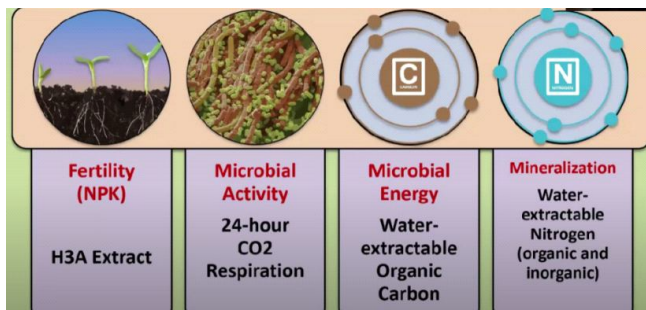 C
N
NITROGEN
Fertility
(NPK)
H3A Extract
Microbial
Activity
24-hour
CO2
Respiration
Microbial
Energy
Water-
extractable
Organic
Carbon
Mineralization
Water-
extractable
Nitrogen
(organic and
inorganic)